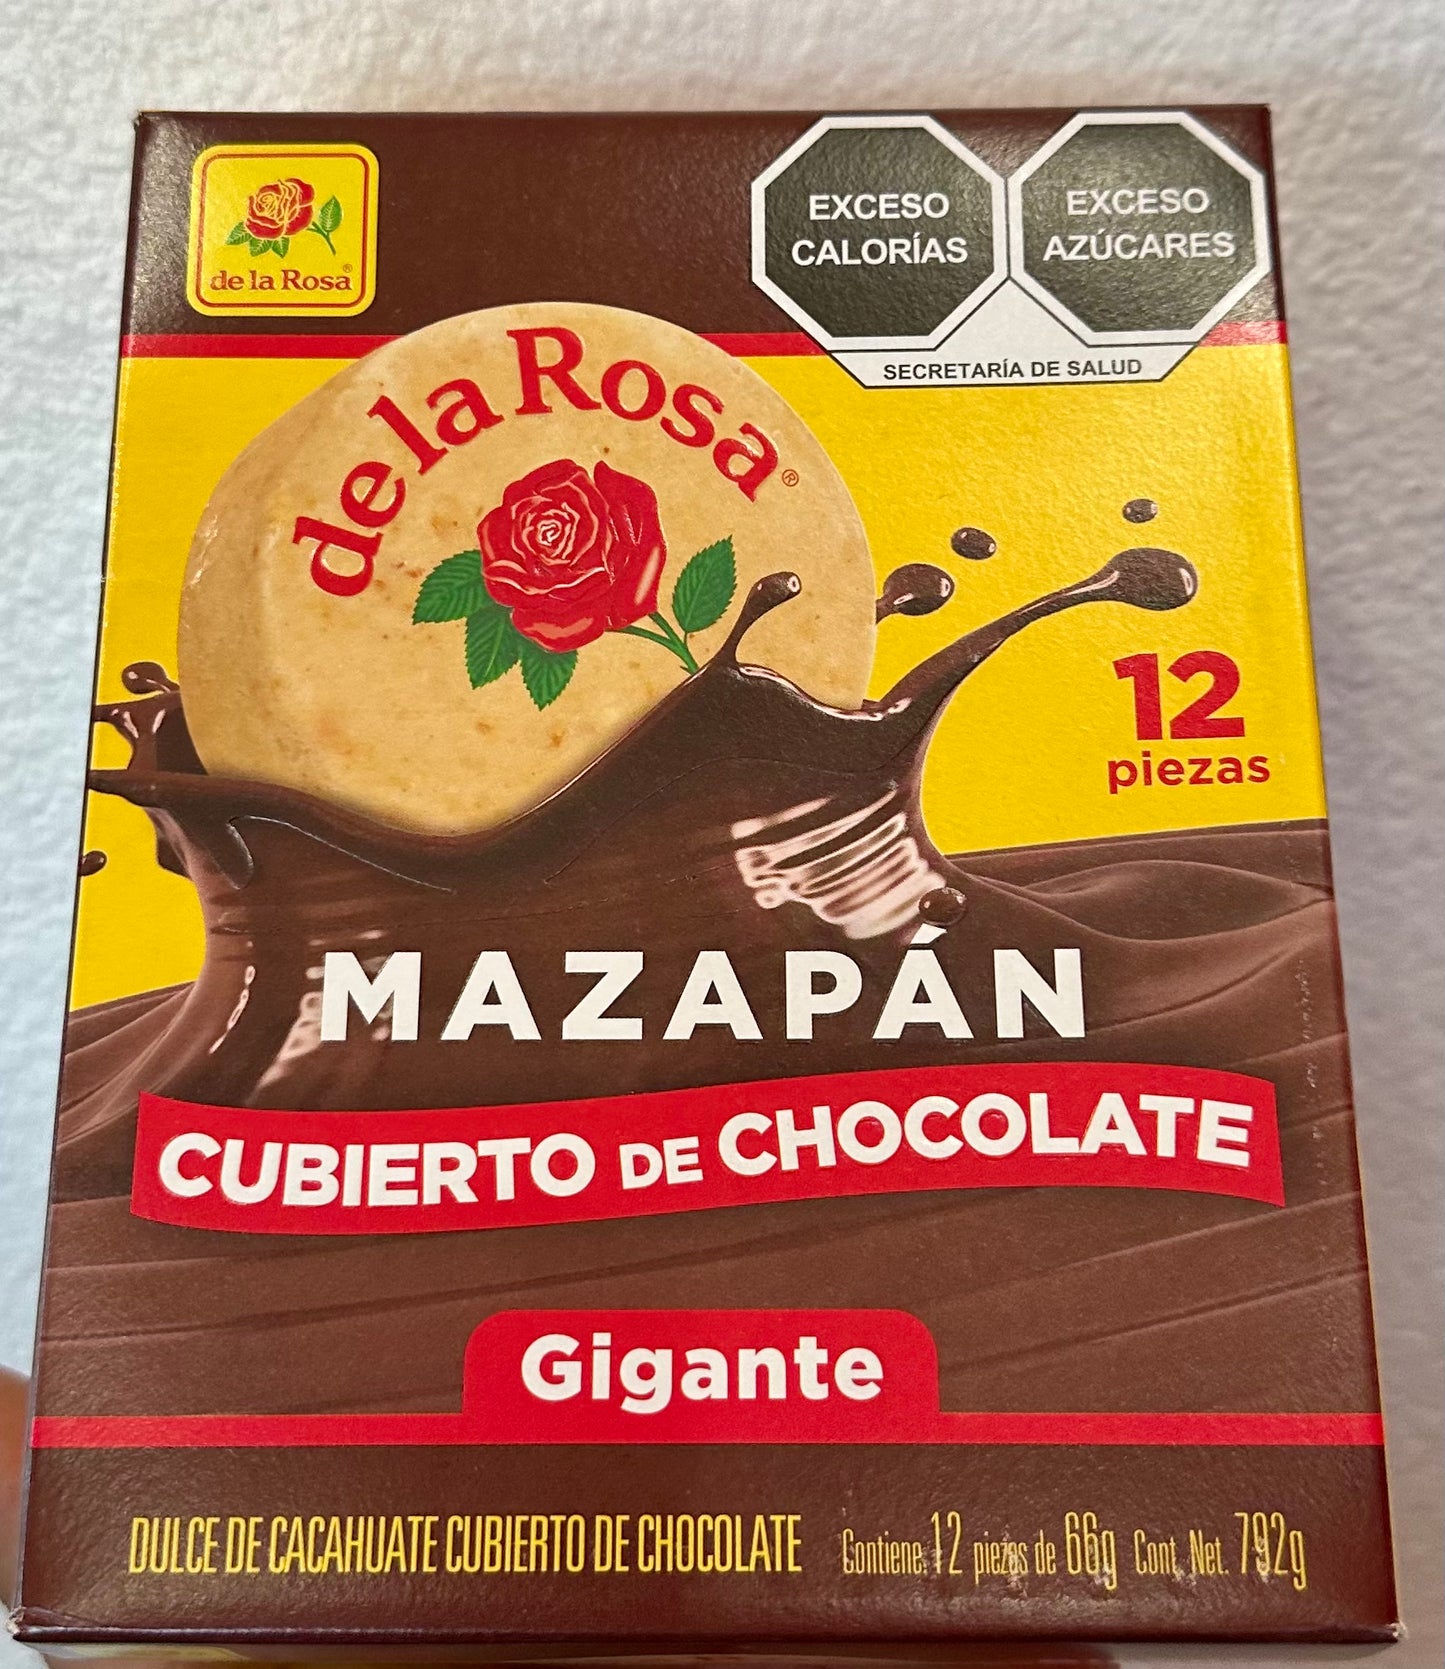 de la Rosa®
EXCESO
CALORÍAS
EXCESO
AZÚCARES
SECRETARÍA DE SALUD
de la Rosa®
12
piezas
MAZAPÁN
CUBIERTO DE CHOCOLATE
Gigante
DULCE DE CACAHUATE CUBIERTO DE CHOCOLATE Contiene: 12 piezas de 66g Cont. Net. 792g